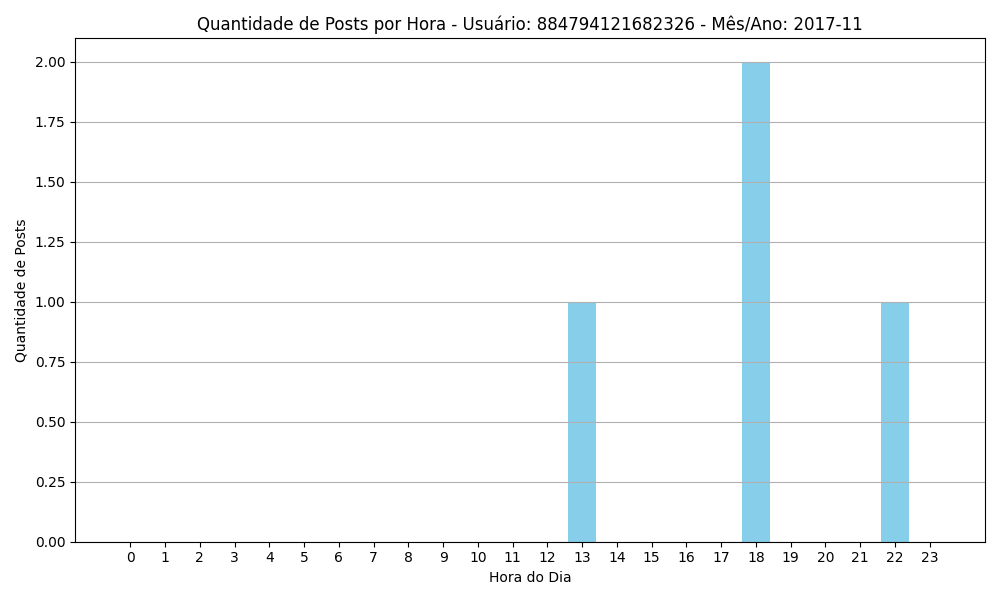 Quantidade de Posts por Hora - Usuário: 884794121682326 - Mês/Ano: 2017-11
Quantidade de Posts
2.00
1.75
1.50
1.25
1.00
0.75
0.50
0.25
0.00
0 1 2 3 4 5 6 7 8 9 10 11 12 13 14 15 16 17 18 19 20 21 22 23
Hora do Dia